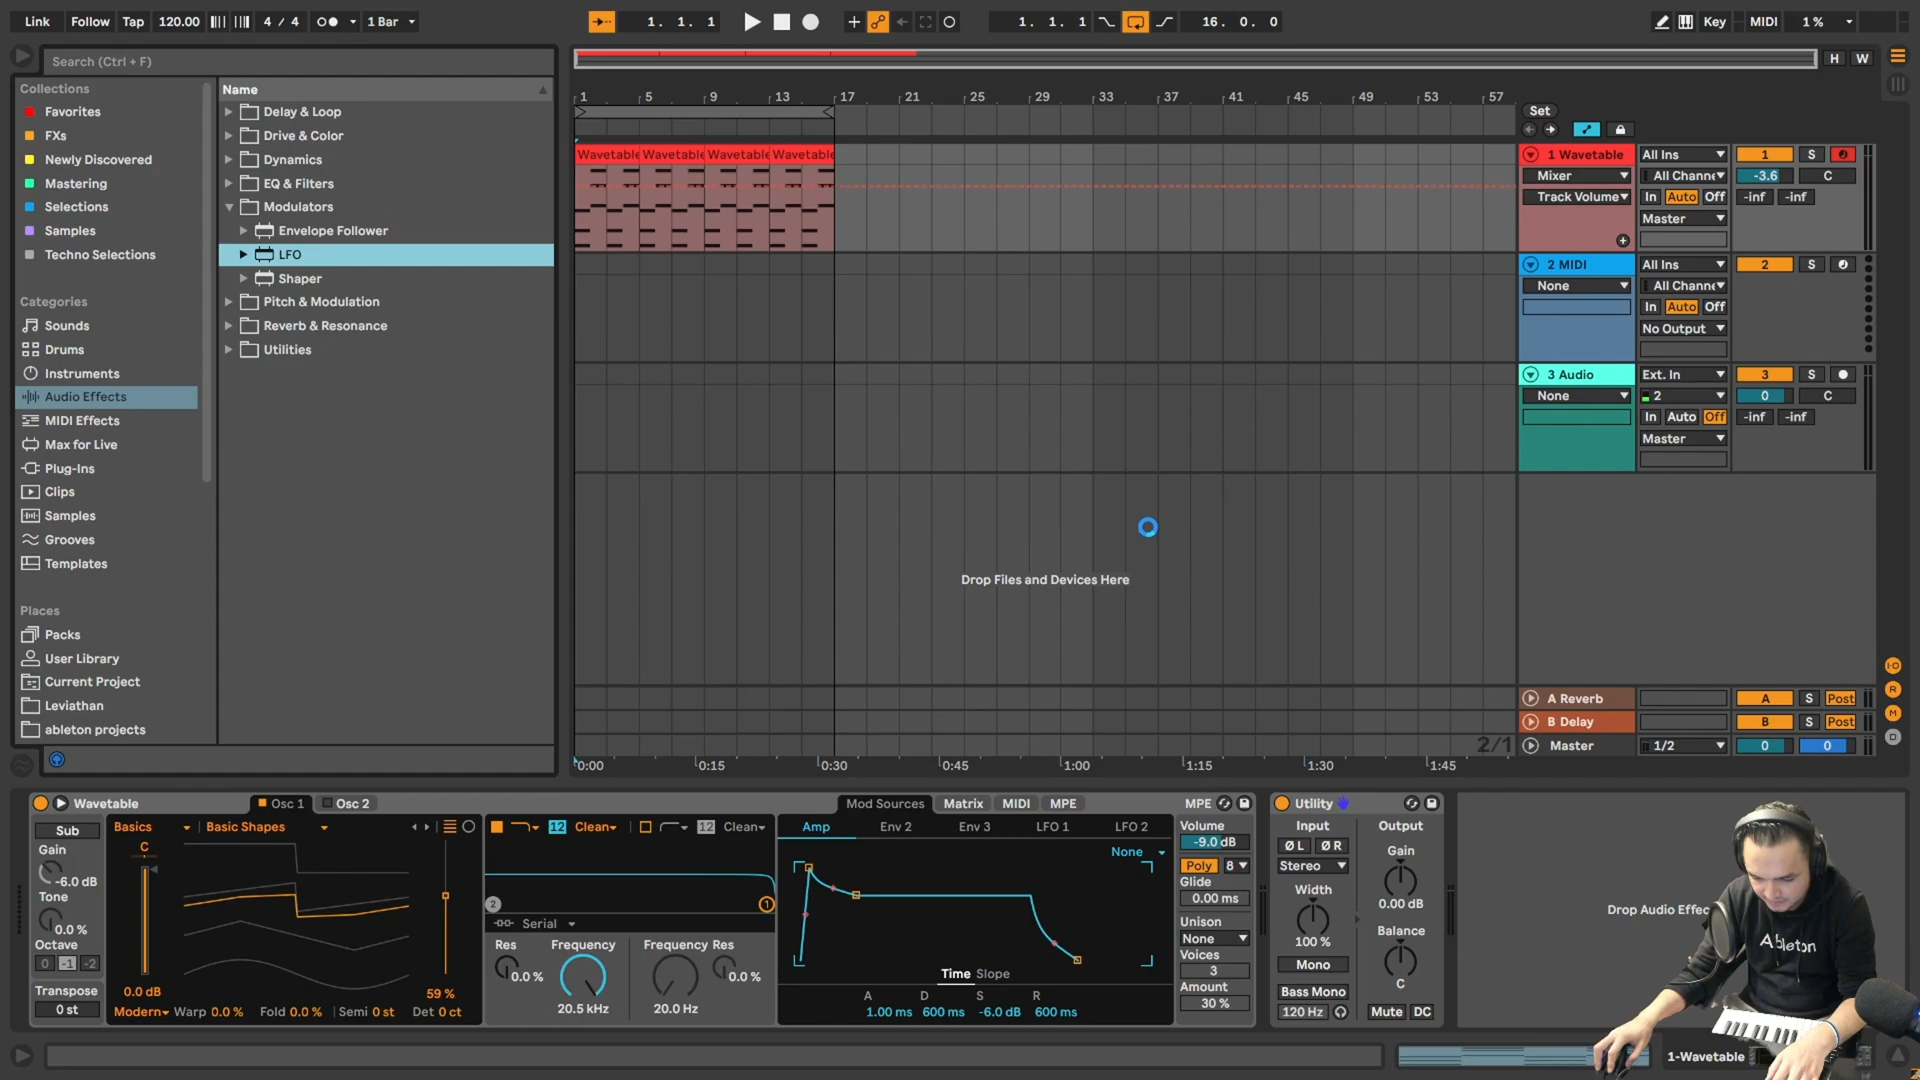 Link Follow Tap 120.00 4 / 4 1 Bar 1. 1. 1 1. 1. 1 16. 0. 0 Key MIDI 1 %
Search (Ctrl + F)
H W
Collections
Favorites
FXs
Newly Discovered
Mastering
Selections
Samples
Techno Selections
Categories
Sounds
Drums
Instruments
Audio Effects
MIDI Effects
Max for Live
Plug-Ins
Clips
Samples
Grooves
Templates
Places
Packs
User Library
Current Project
Leviathan
ableton projects
Name
Delay & Loop
Drive & Color
Dynamics
EQ & Filters
Modulators
Envelope Follower
LFO
Shaper
Pitch & Modulation
Reverb & Resonance
Utilities
1 5 9 13 17 21 25 29 33 37 41 45 49 53 57
Set
Wavetable Wavetable Wavetable Wavetable
1 Wavetable All Ins 1 S
Mixer All Channe -3.6 C
Track Volume In Auto Off -inf -inf
Master
2 MIDI All Ins 2 S
None All Channe
In Auto Off
No Output
3 Audio Ext. In 3 S
None 2 0 C
In Auto Off -inf -inf
Master
Drop Files and Devices Here
A Reverb A S Post
B Delay B S Post
2/1
Master 1/2 0 0
I·O
R
M
D
0:00 0:15 0:30 0:45 1:00 1:15 1:30 1:45
Wavetable Osc 1 Osc 2
Sub
Gain
-6.0 dB
Tone
0.0 %
Octave
0 -1 -2
Transpose
0 st
Basics Basic Shapes
C
0.0 dB
59 %
Modern Warp 0.0 % Fold 0.0 % Semi 0 st Det 0 ct
12 Clean 12 Clean
2 1
Serial
Res Frequency Frequency Res
0.0 % 0.0 %
20.5 kHz 20.0 Hz
Mod Sources Matrix MIDI MPE
Amp Env 2 Env 3 LFO 1 LFO 2
None
Time Slope
A D S R
1.00 ms 600 ms -6.0 dB 600 ms
MPE
Volume
-9.0 dB
Poly 8
Glide
0.00 ms
Unison
None
Voices
3
Amount
30 %
Utility
Input Output
Ø L Ø R Gain
Stereo
Width 0.00 dB
100 % Balance
Mono
Bass Mono C
120 Hz Mute DC
Drop Audio Effec
Ableton
1-Wavetable